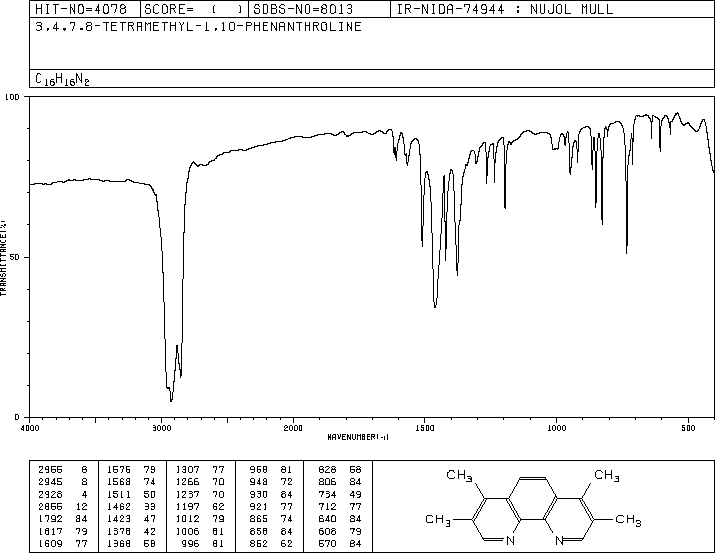 HIT-NO=4078 SCORE= ( ) SDBS-NO=8013 IR-NIDA-74944 : NUJOL MULL
3,4,7,8-TETRAMETHYL-1,10-PHENANTHROLINE
C16H16N2
100
50
0
TRANSMITTANCE(%)
4000 3000 2000 1500 1000 500
WAVENUMBER(-1)
2955 6 1576 79 1307 77 968 81 828 58
2945 8 1568 74 1266 70 948 72 806 84
2928 4 1511 50 1237 70 930 84 734 49
2855 12 1462 33 1197 62 921 77 712 77
1792 84 1423 47 1012 79 865 74 640 84
1617 79 1378 42 1006 81 858 84 608 79
1609 77 1368 58 996 81 852 62 570 84
CH3 CH3
CH3 CH3
N N